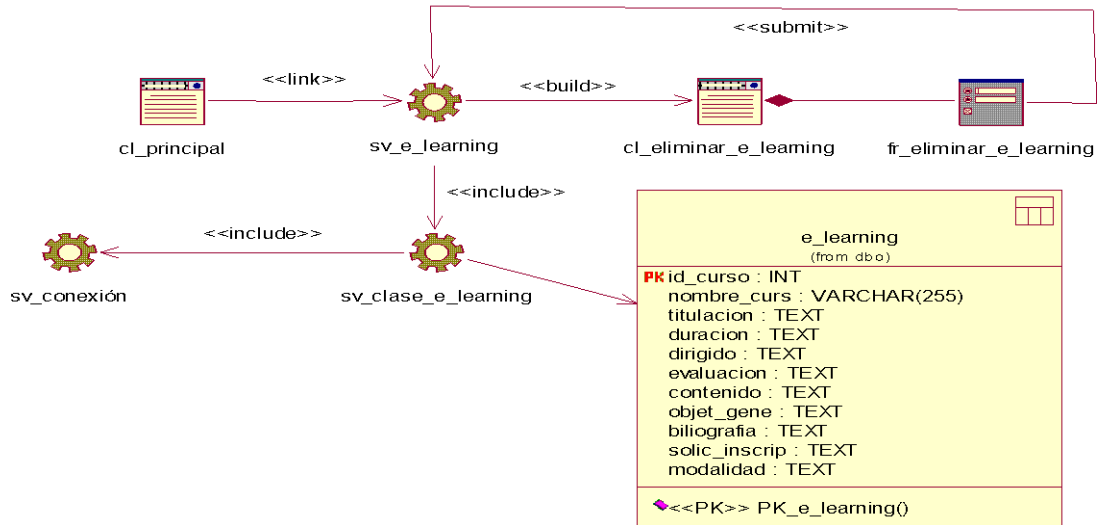 <<submit>>
<<link>>
<<build>>
cl_principal
sv_e_learning
cl_eliminar_e_learning
fr_eliminar_e_learning
<<include>>
<<include>>
sv_conexión
sv_clase_e_learning
e_learning
(from dbo)
PK id_curso : INT
nombre_curs : VARCHAR(255)
titulacion : TEXT
duracion : TEXT
dirigido : TEXT
evaluacion : TEXT
contenido : TEXT
objet_gene : TEXT
biliografia : TEXT
solic_inscrip : TEXT
modalidad : TEXT
<<PK>> PK_e_learning()